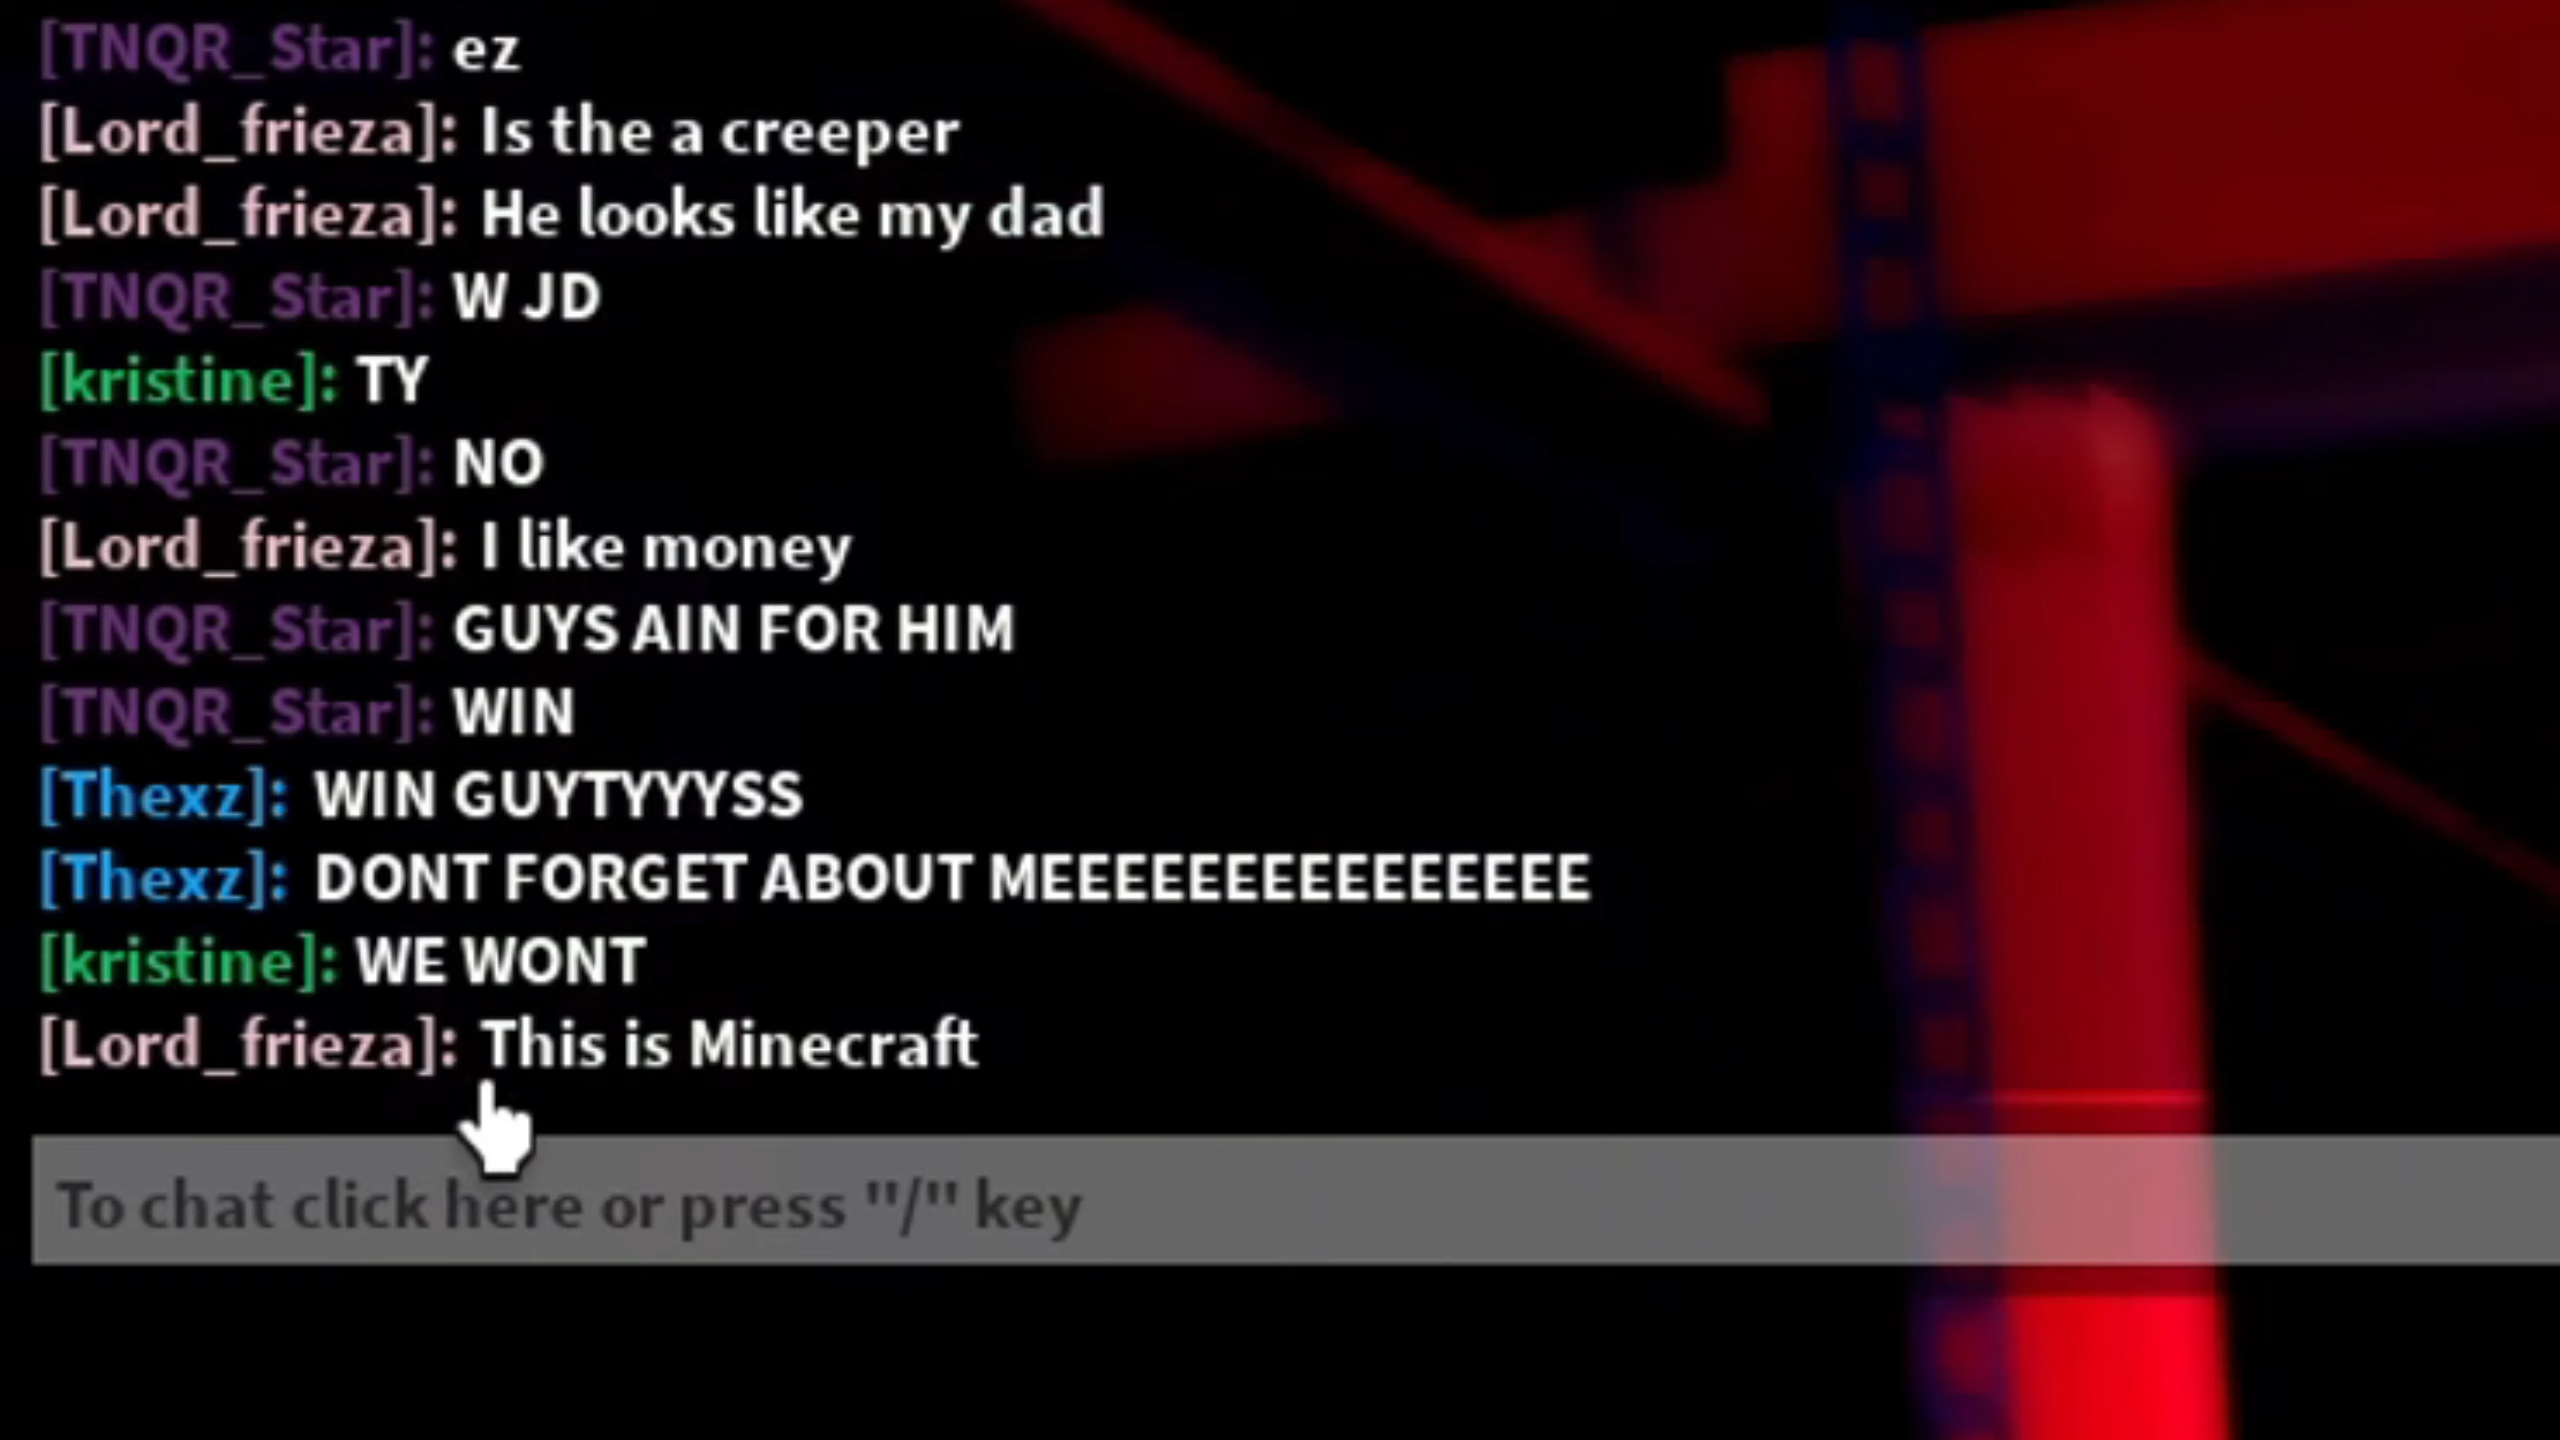 [TNQR_Star]: ez
[Lord_frieza]: Is the a creeper
[Lord_frieza]: He looks like my dad
[TNQR_Star]: W JD
[kristine]: TY
[TNQR_Star]: NO
[Lord_frieza]: I like money
[TNQR_Star]: GUYS AIN FOR HIM
[TNQR_Star]: WIN
[Thexz]: WIN GUYTYYYSS
[Thexz]: DONT FORGET ABOUT MEEEEEEEEEEEEEEE
[kristine]: WE WONT
[Lord_frieza]: This is Minecraft
To chat click here or press "/" key